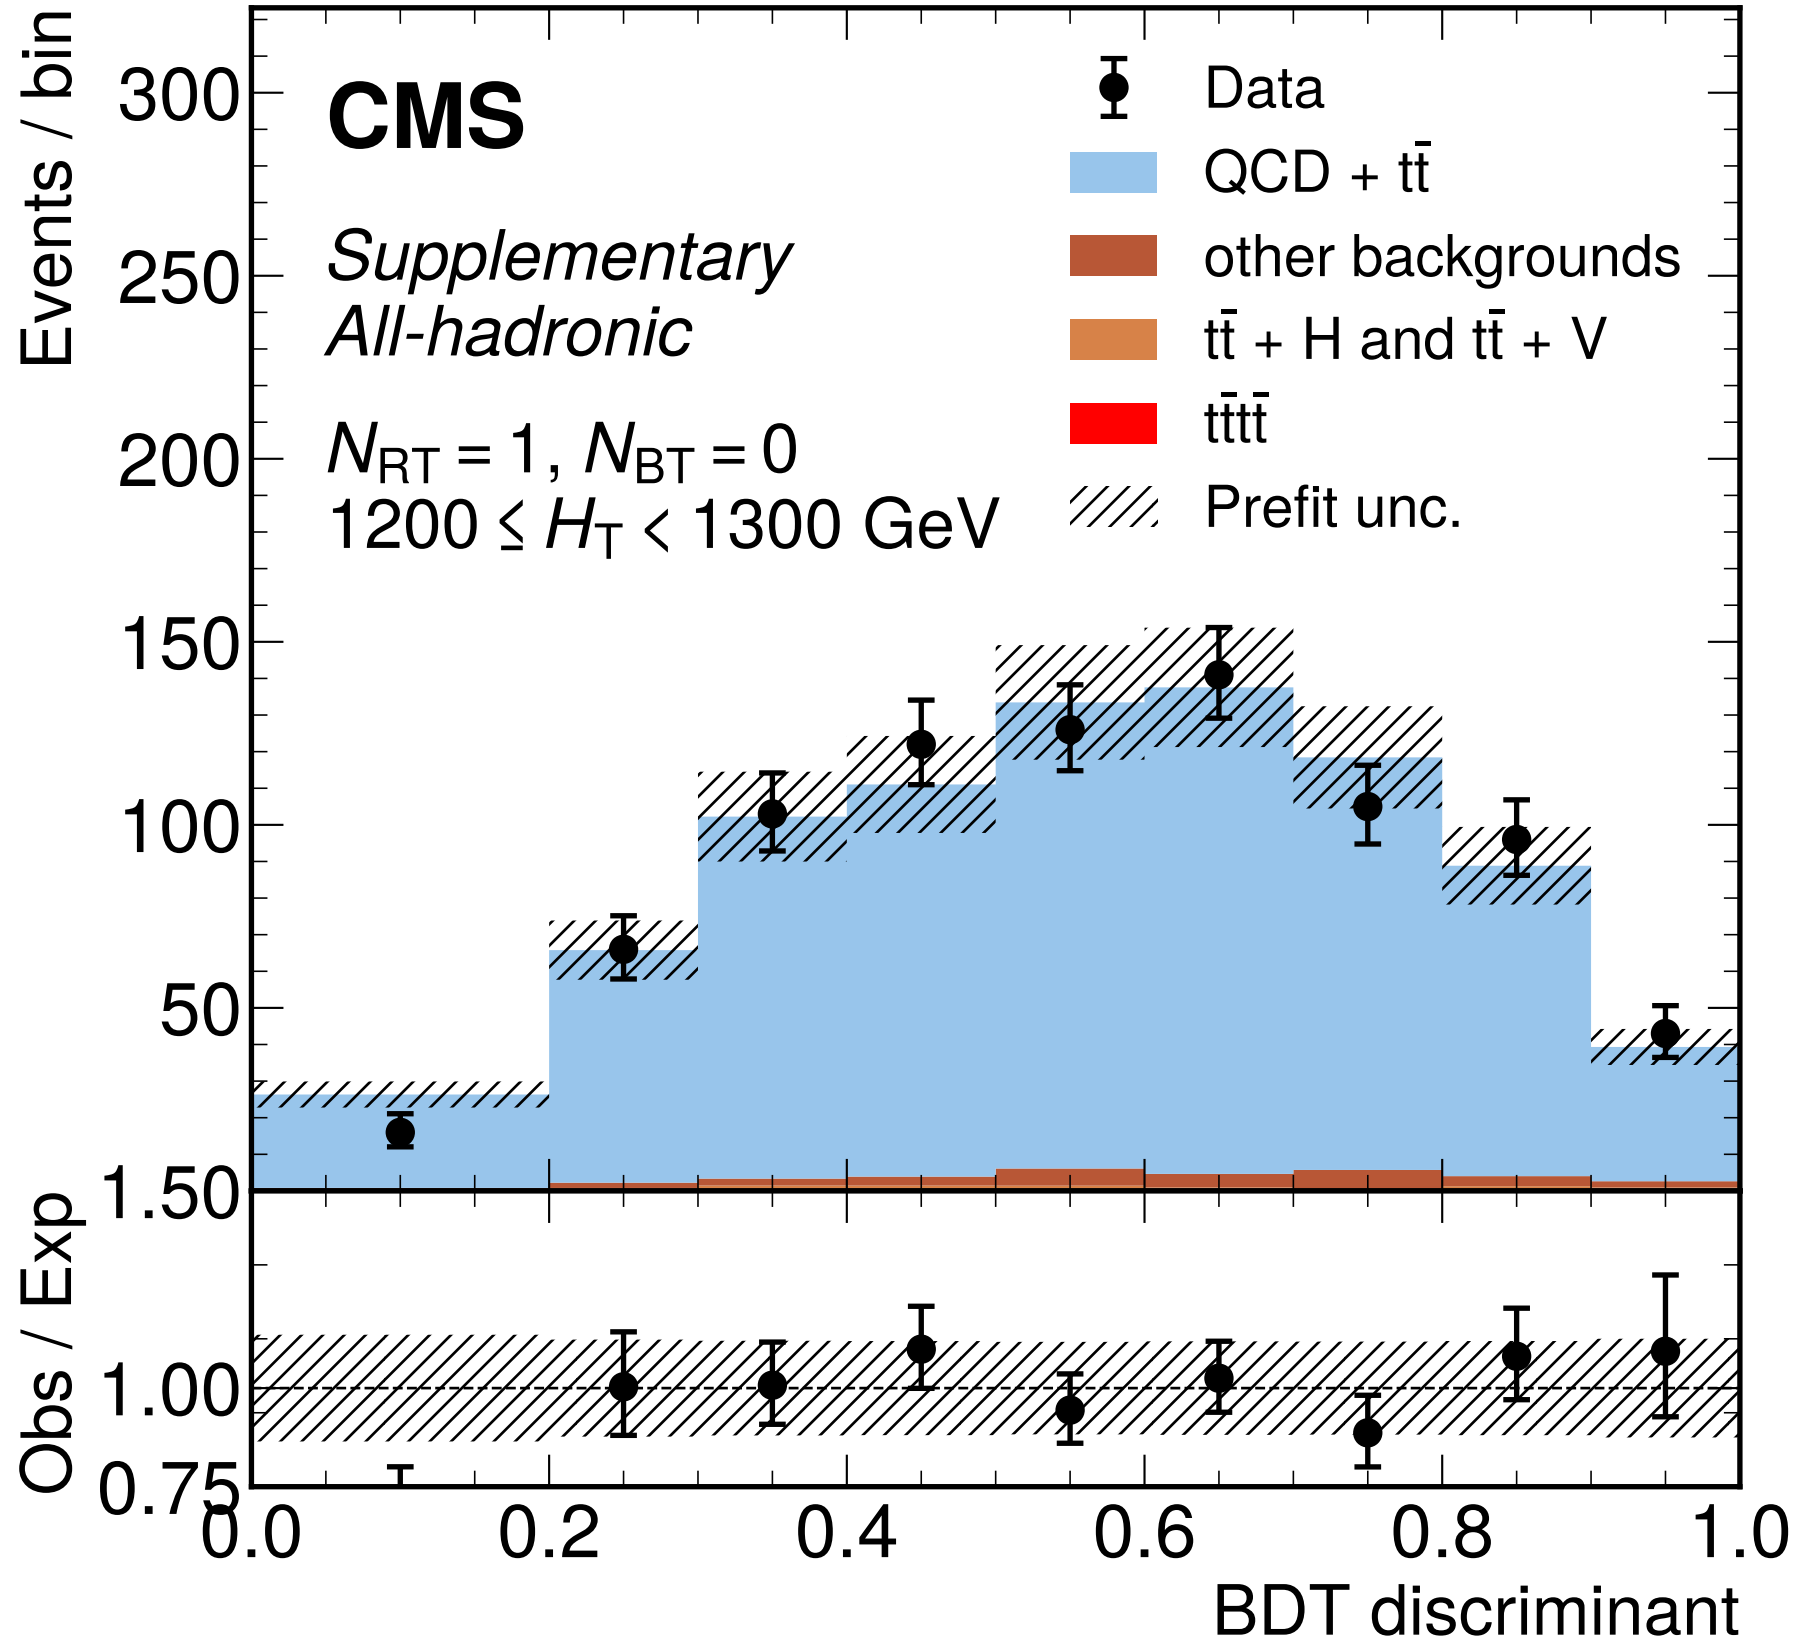 Events / bin
300
250
200
150
100
50
CMS
Supplementary
All-hadronic
N_RT = 1, N_BT = 0
1200 ≤ H_T < 1300 GeV
Data
QCD + tt̄
other backgrounds
tt̄ + H and tt̄ + V
tt̄tt̄
Prefit unc.
Obs / Exp
1.50
1.00
0.75
0.0 0.2 0.4 0.6 0.8 1.0
BDT discriminant